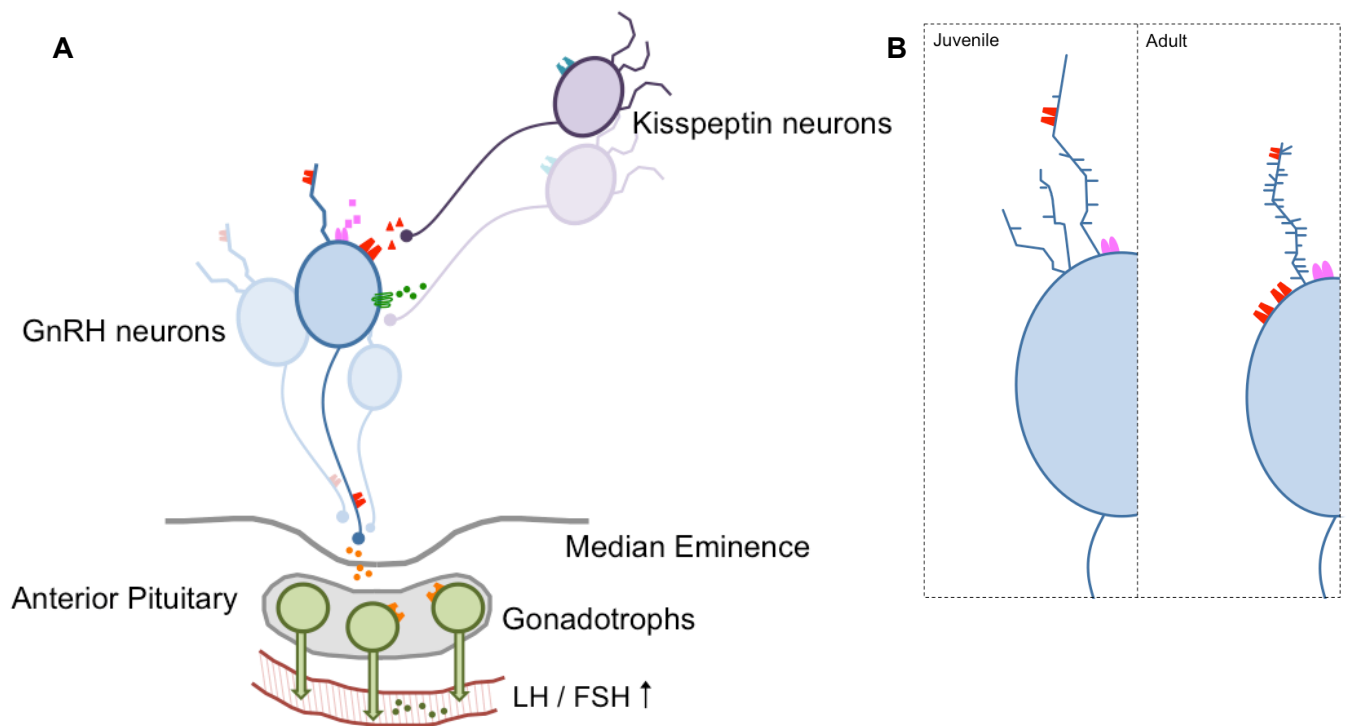 A
Kisspeptin neurons
GnRH neurons
Median Eminence
Anterior Pituitary
Gonadotrophs
LH / FSH ↑
B
Juvenile
Adult